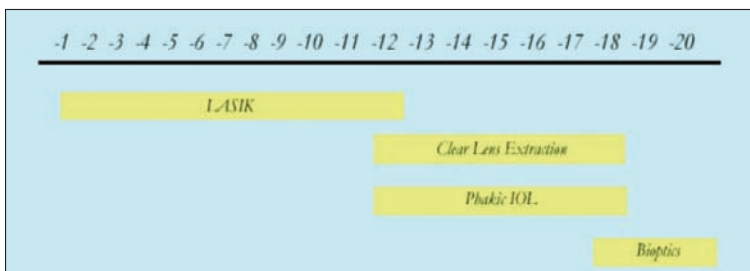 -1 -2 -3 -4 -5 -6 -7 -8 -9 -10 -11 -12 -13 -14 -15 -16 -17 -18 -19 -20
LASIK
Clear Lens Extraction
Phakic IOL
Bioptics